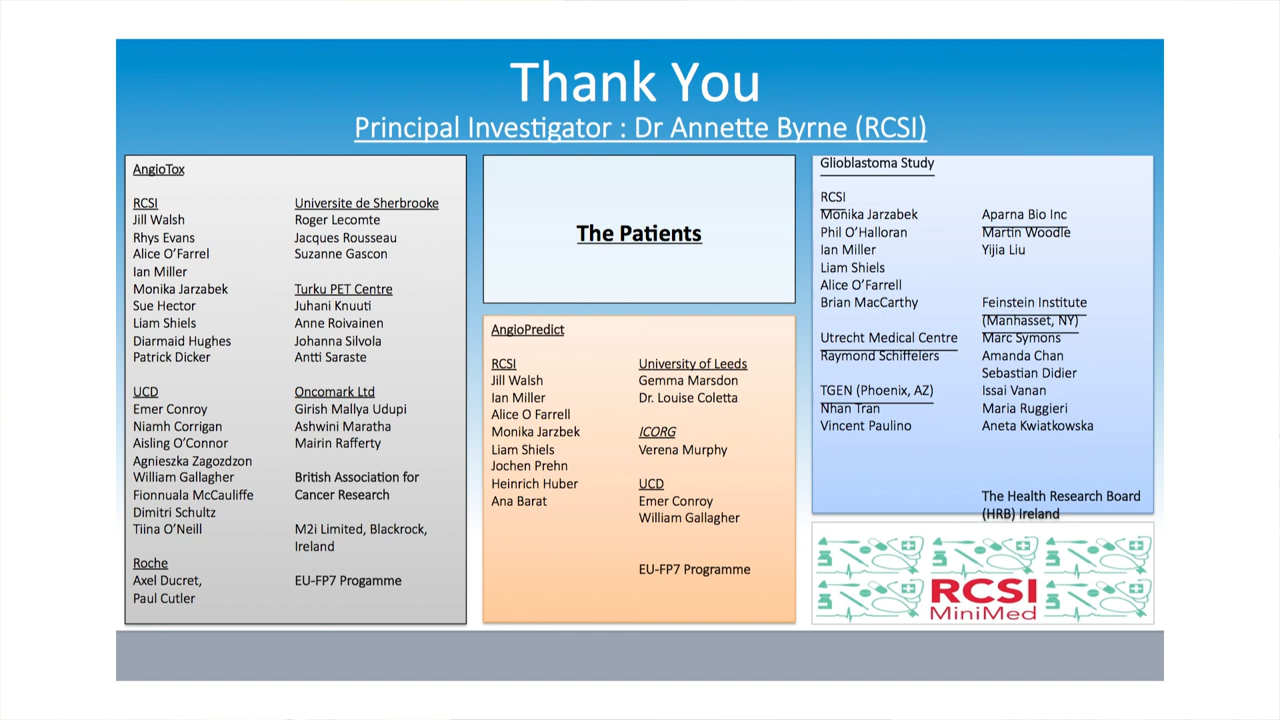 Thank You
Principal Investigator : Dr Annette Byrne (RCSI)
AngioTox
RCSI
Jill Walsh
Rhys Evans
Alice O’Farrel
Ian Miller
Monika Jarzabek
Sue Hector
Liam Shiels
Diarmaid Hughes
Patrick Dicker
UCD
Emer Conroy
Niamh Corrigan
Aisling O’Connor
Agnieszka Zagozdzon
William Gallagher
Fionnuala McCauliffe
Dimitri Schultz
Tiina O’Neill
Roche
Axel Ducret,
Paul Cutler
Universite de Sherbrooke
Roger Lecomte
Jacques Rousseau
Suzanne Gascon
Turku PET Centre
Juhani Knuuti
Anne Roivainen
Johanna Silvola
Antti Saraste
Oncomark Ltd
Girish Mallya Udupi
Ashwini Maratha
Mairin Rafferty
British Association for
Cancer Research
M2i Limited, Blackrock,
Ireland
EU-FP7 Progamme
The Patients
AngioPredict
RCSI
Jill Walsh
Ian Miller
Alice O Farrell
Monika Jarzbek
Liam Shiels
Jochen Prehn
Heinrich Huber
Ana Barat
University of Leeds
Gemma Marsdon
Dr. Louise Coletta
ICORG
Verena Murphy
UCD
Emer Conroy
William Gallagher
EU-FP7 Programme
Glioblastoma Study
RCSI
Monika Jarzabek
Phil O’Halloran
Ian Miller
Liam Shiels
Alice O’Farrell
Brian MacCarthy
Utrecht Medical Centre
Raymond Schiffelers
TGEN (Phoenix, AZ)
Nhan Tran
Vincent Paulino
Aparna Bio Inc
Martin Woodle
Yijia Liu
Feinstein Institute
(Manhasset, NY)
Marc Symons
Amanda Chan
Sebastian Didier
Issai Vanan
Maria Ruggieri
Aneta Kwiatkowska
The Health Research Board
(HRB) Ireland
RCSI
MiniMed